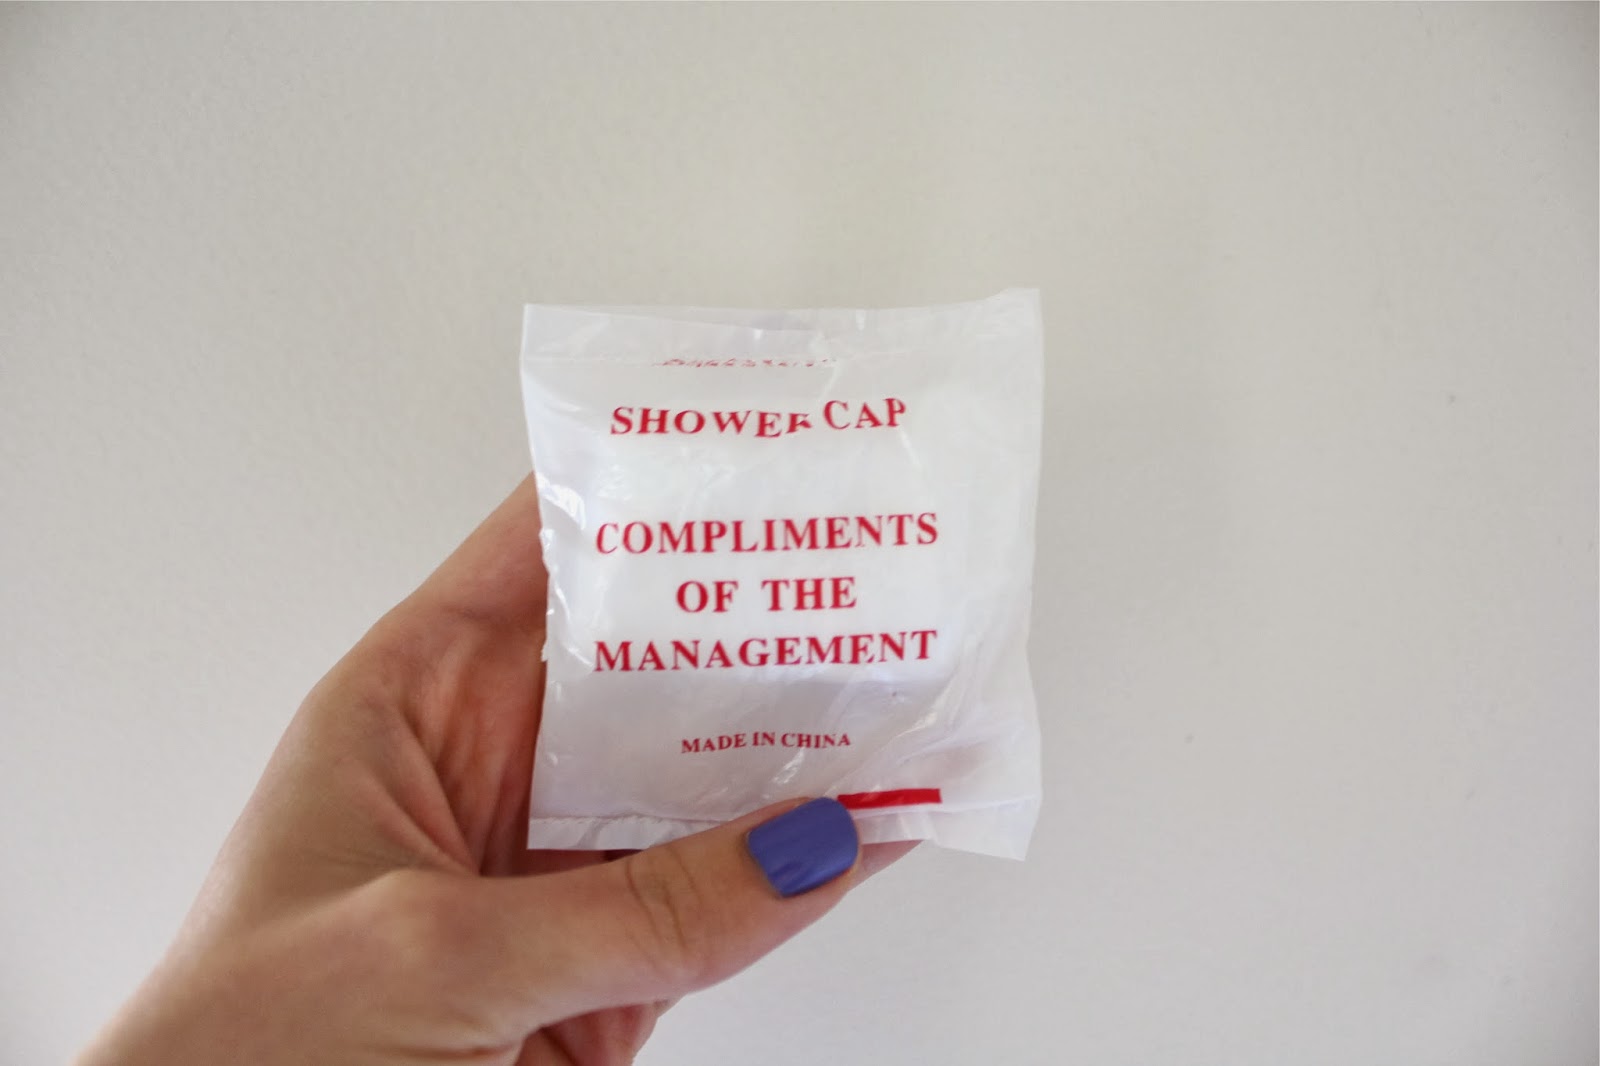 SHOWER CAP
COMPLIMENTS
OF THE
MANAGEMENT
MADE IN CHINA